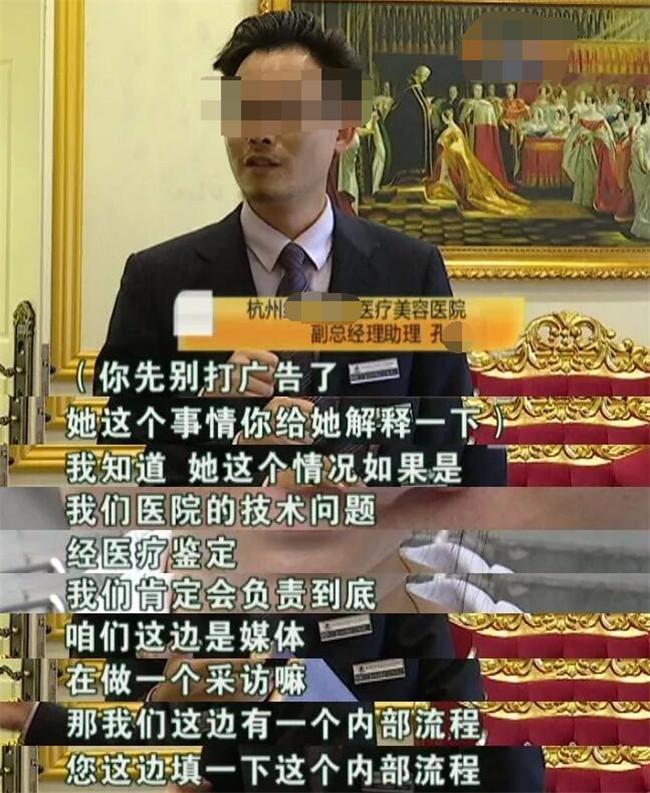 杭州 医疗美容医院
副总经理助理 孔
(你先别打广告了
她这个事情你给她解释一下)
我知道 她这个情况如果是
我们医院的技术问题
经医疗鉴定
我们肯定会负责到底
咱们这边是媒体
在做一个采访嘛
那我们这边有一个内部流程
您这边填一下这个内部流程